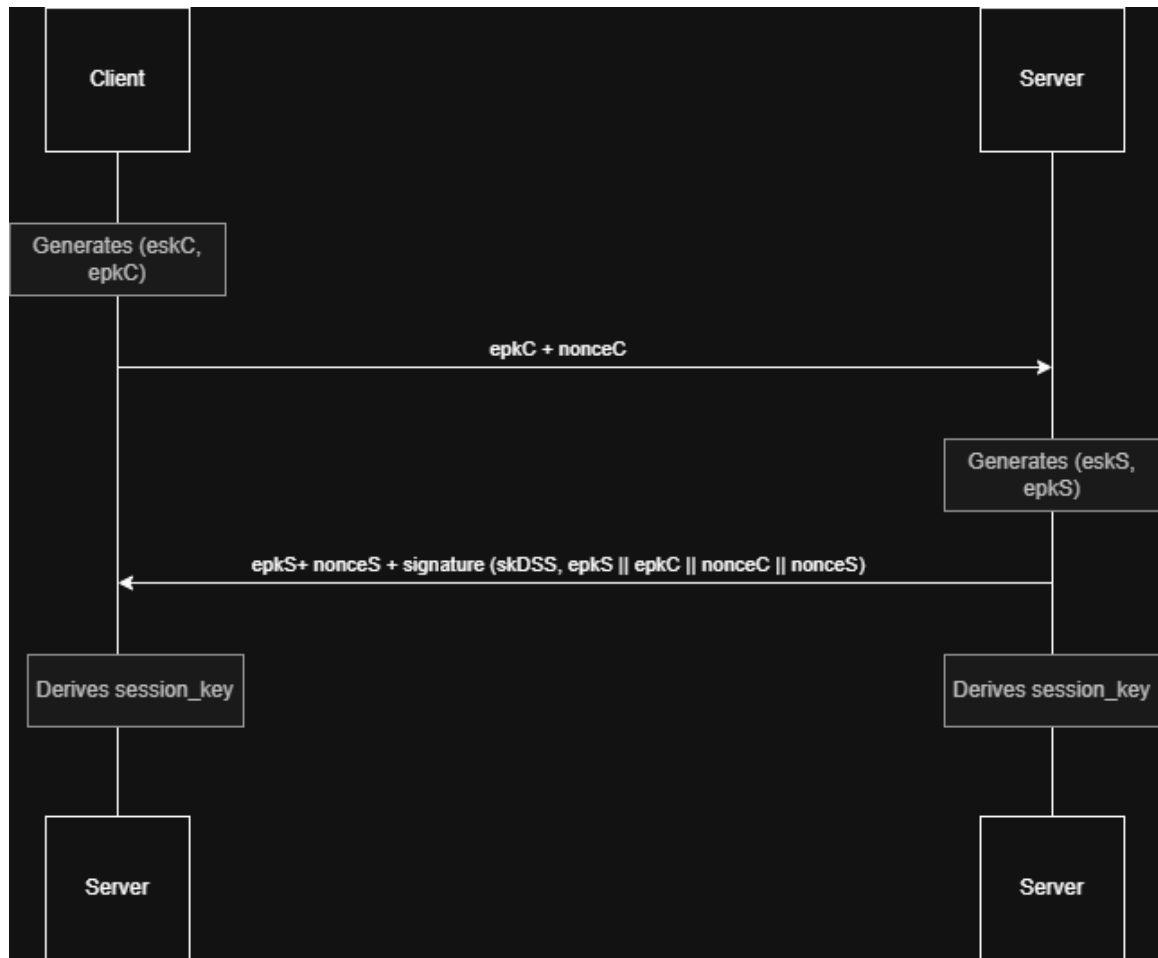 Client
Server
Generates (eskC,
epkC)
epkC + nonceC
Generates (eskS,
epkS)
epkS+ nonceS + signature (skDSS, epkS || epkC || nonceC || nonceS)
Derives session_key
Derives session_key
Server
Server